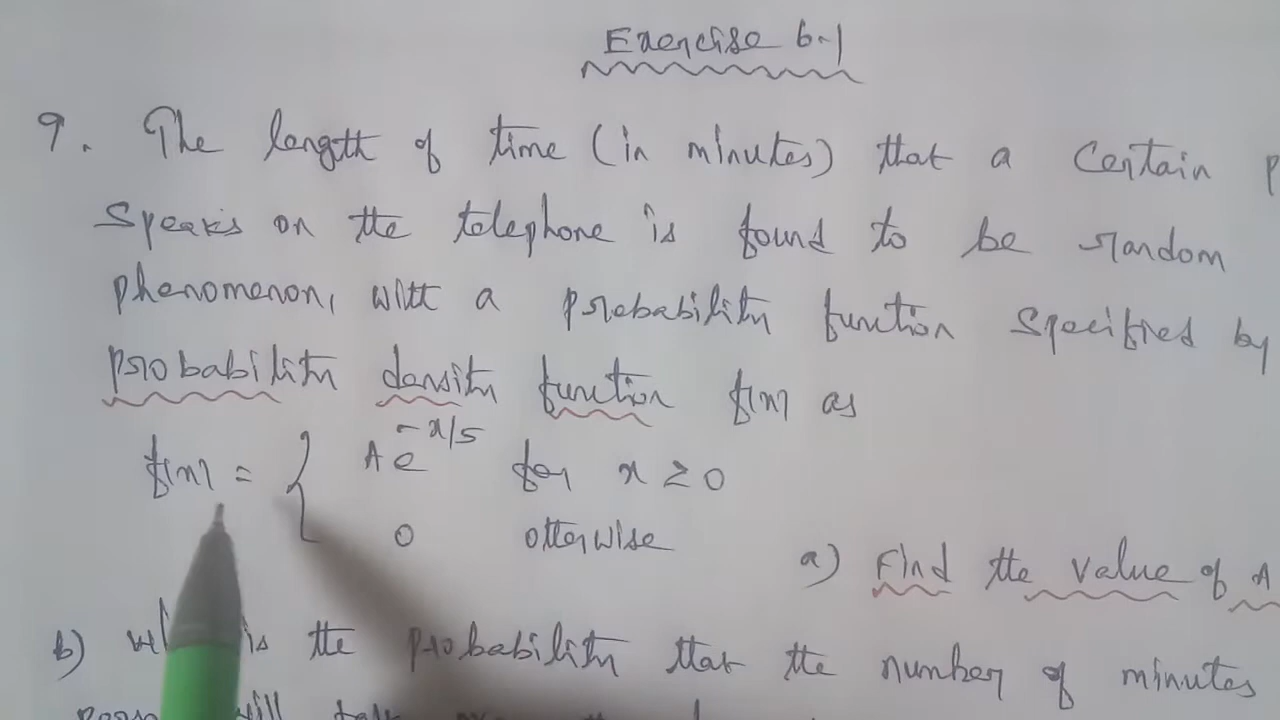 Exercise 6.1
9. The length of time (in minutes) that a certain
speaks on the telephone is found to be random
phenomenon, with a probability function specified by
probability density function f(x) as
f(x) = { A e^{-x/5} for x ≥ 0
0 otherwise
a) Find the value of A
b) is the probability that the number of minutes